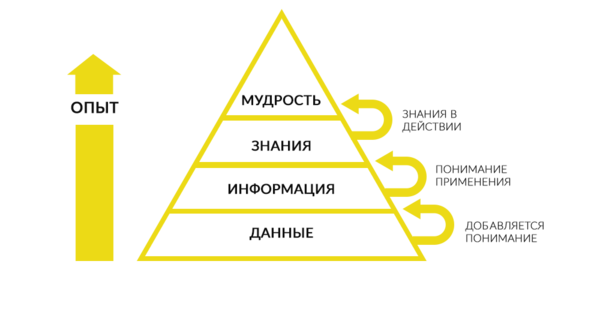 ОПЫТ
МУДРОСТЬ
ЗНАНИЯ
ИНФОРМАЦИЯ
ДАННЫЕ
ЗНАНИЯ В
ДЕЙСТВИИ
ПОНИМАНИЕ
ПРИМЕНЕНИЯ
ДОБАВЛЯЕТСЯ
ПОНИМАНИЕ